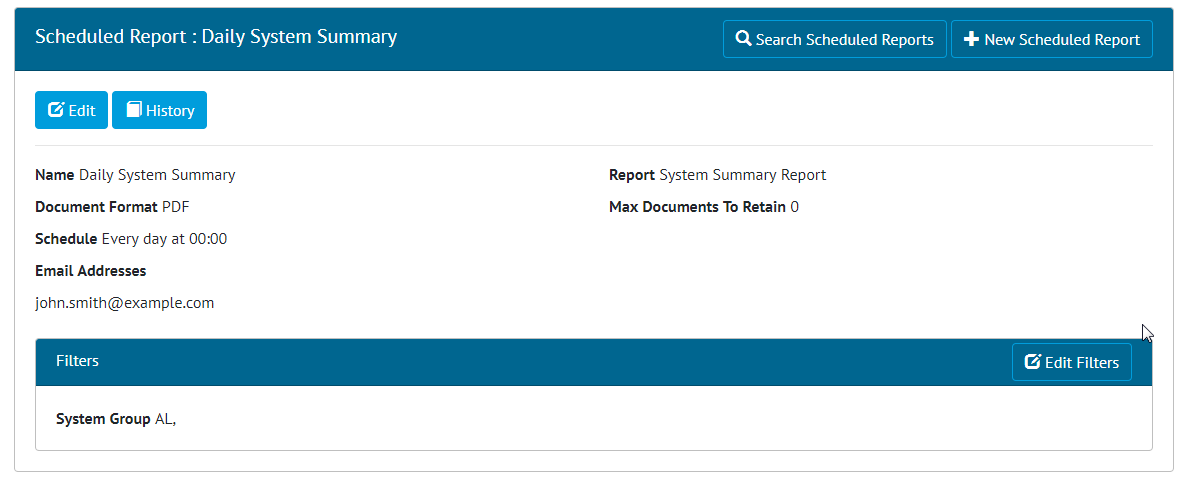 Scheduled Report : Daily System Summary
Search Scheduled Reports
New Scheduled Report
Edit
History
Name Daily System Summary
Report System Summary Report
Document Format PDF
Max Documents To Retain 0
Schedule Every day at 00:00
Email Addresses
john.smith@example.com
Filters
Edit Filters
System Group AL,